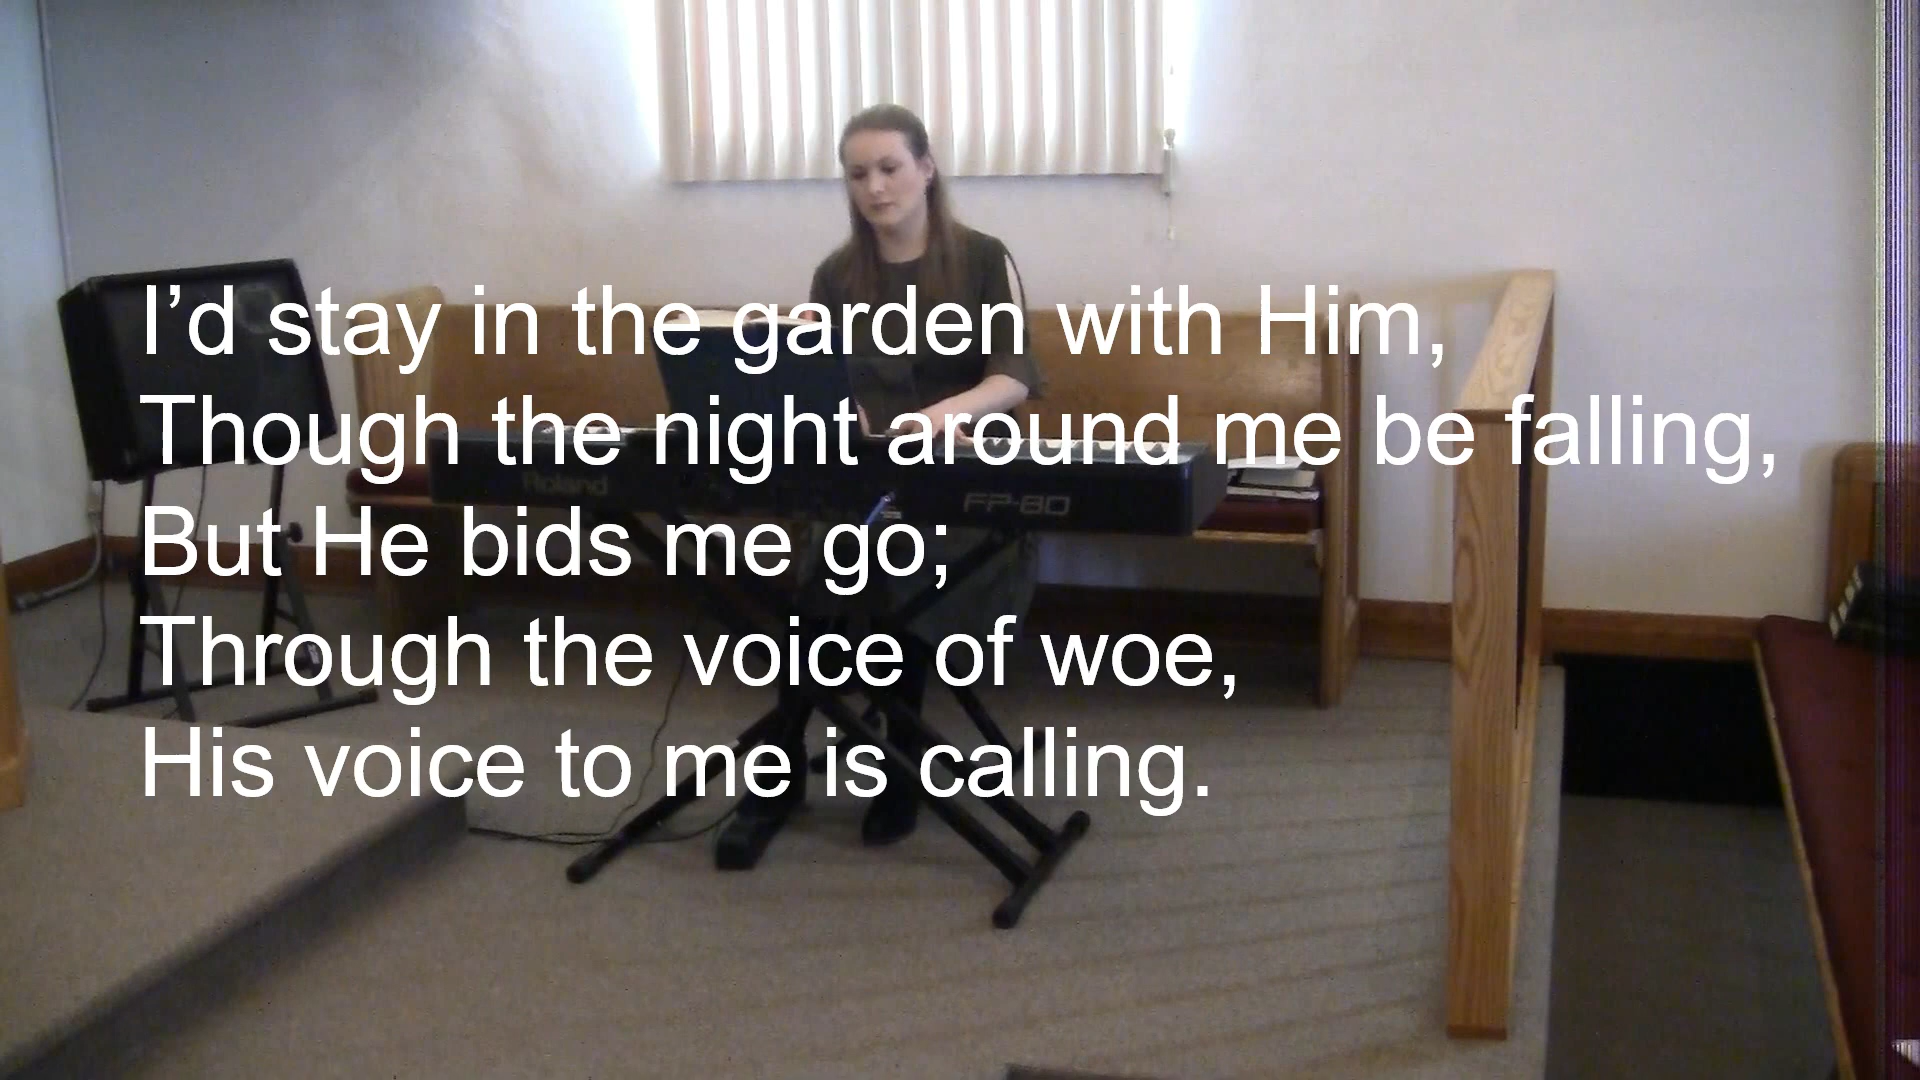 I’d stay in the garden with Him,
Though the night around me be falling,
But He bids me go;
Through the voice of woe,
His voice to me is calling.
Roland
FP-80